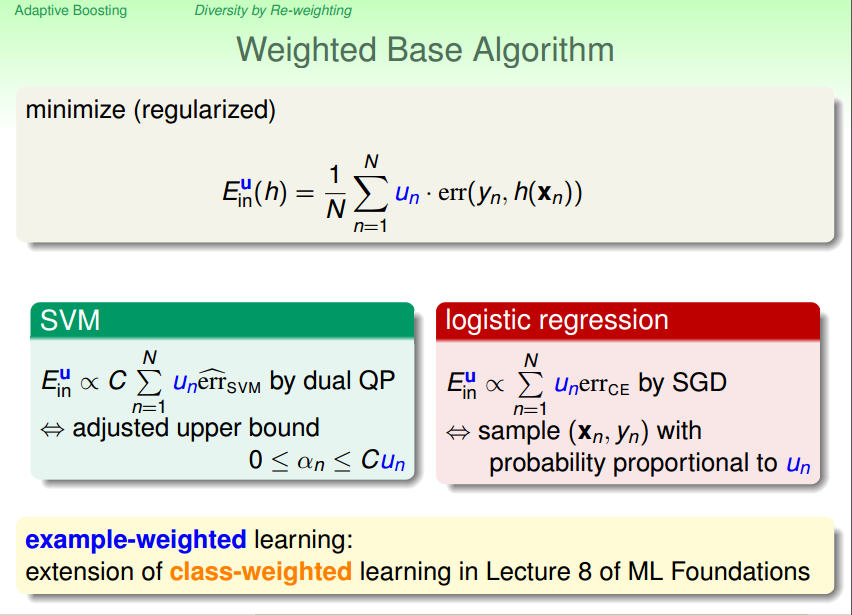 Adaptive Boosting Diversity by Re-weighting
Weighted Base Algorithm
minimize (regularized)
$E_{\text{in}}^{\mathbf{u}}(h) = \frac{1}{N} \sum_{n=1}^{N} u_n \cdot \text{err}(y_n, h(\mathbf{x}_n))$
SVM
$E_{\text{in}}^{\mathbf{u}} \propto C \sum_{n=1}^{N} u_n \widehat{\text{err}}_{\text{SVM}}$ by dual QP
⇔ adjusted upper bound
$0 \leq \alpha_n \leq C u_n$
logistic regression
$E_{\text{in}}^{\mathbf{u}} \propto \sum_{n=1}^{N} u_n \text{err}_{\text{CE}}$ by SGD
⇔ sample $(\mathbf{x}_n, y_n)$ with
probability proportional to $u_n$
example-weighted learning:
extension of class-weighted learning in Lecture 8 of ML Foundations